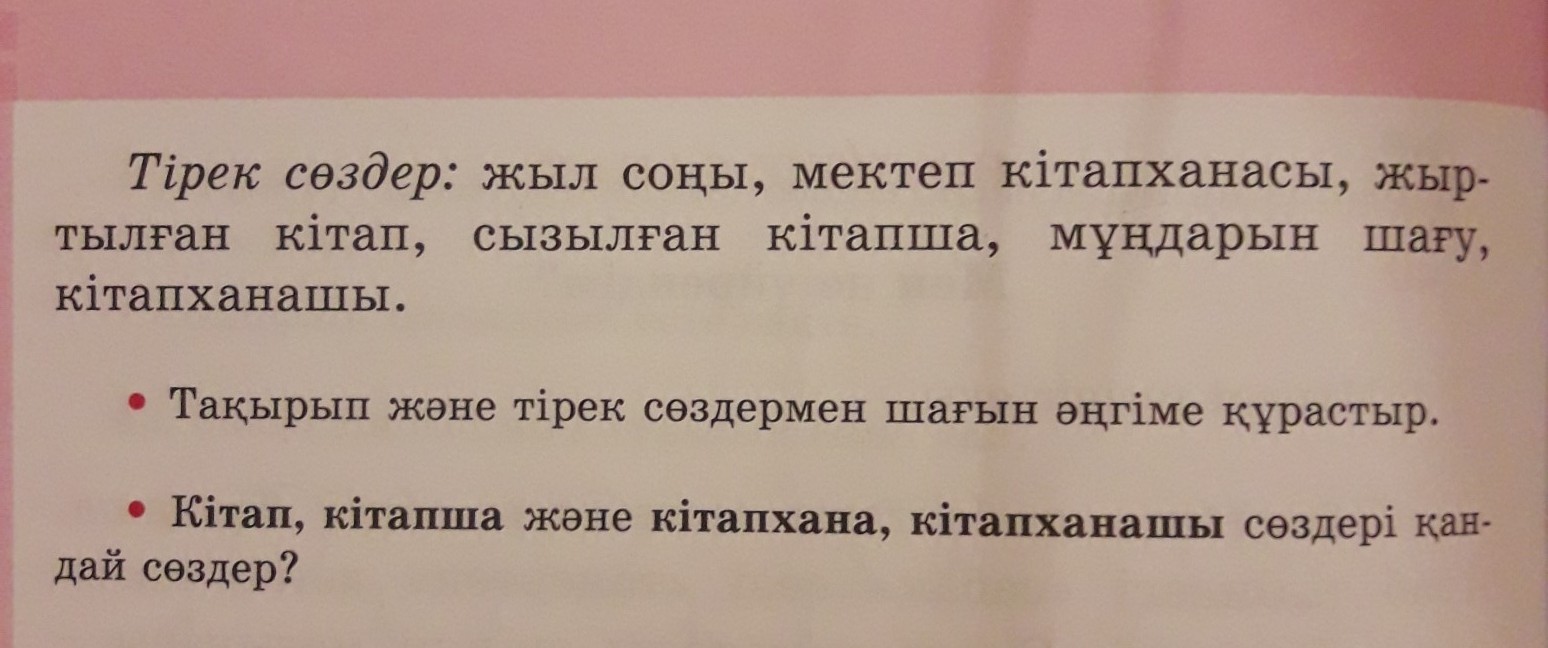 Тірек сөздер: жыл соңы, мектеп кітапханасы, жыр-
тылған кітап, сызылған кітапша, мұңдарын шағу,
кітапханашы.
• Тақырып және тірек сөздермен шағын әңгіме құрастыр.
• Кітап, кітапша және кітапхана, кітапханашы сөздері қан-
дай сөздер?